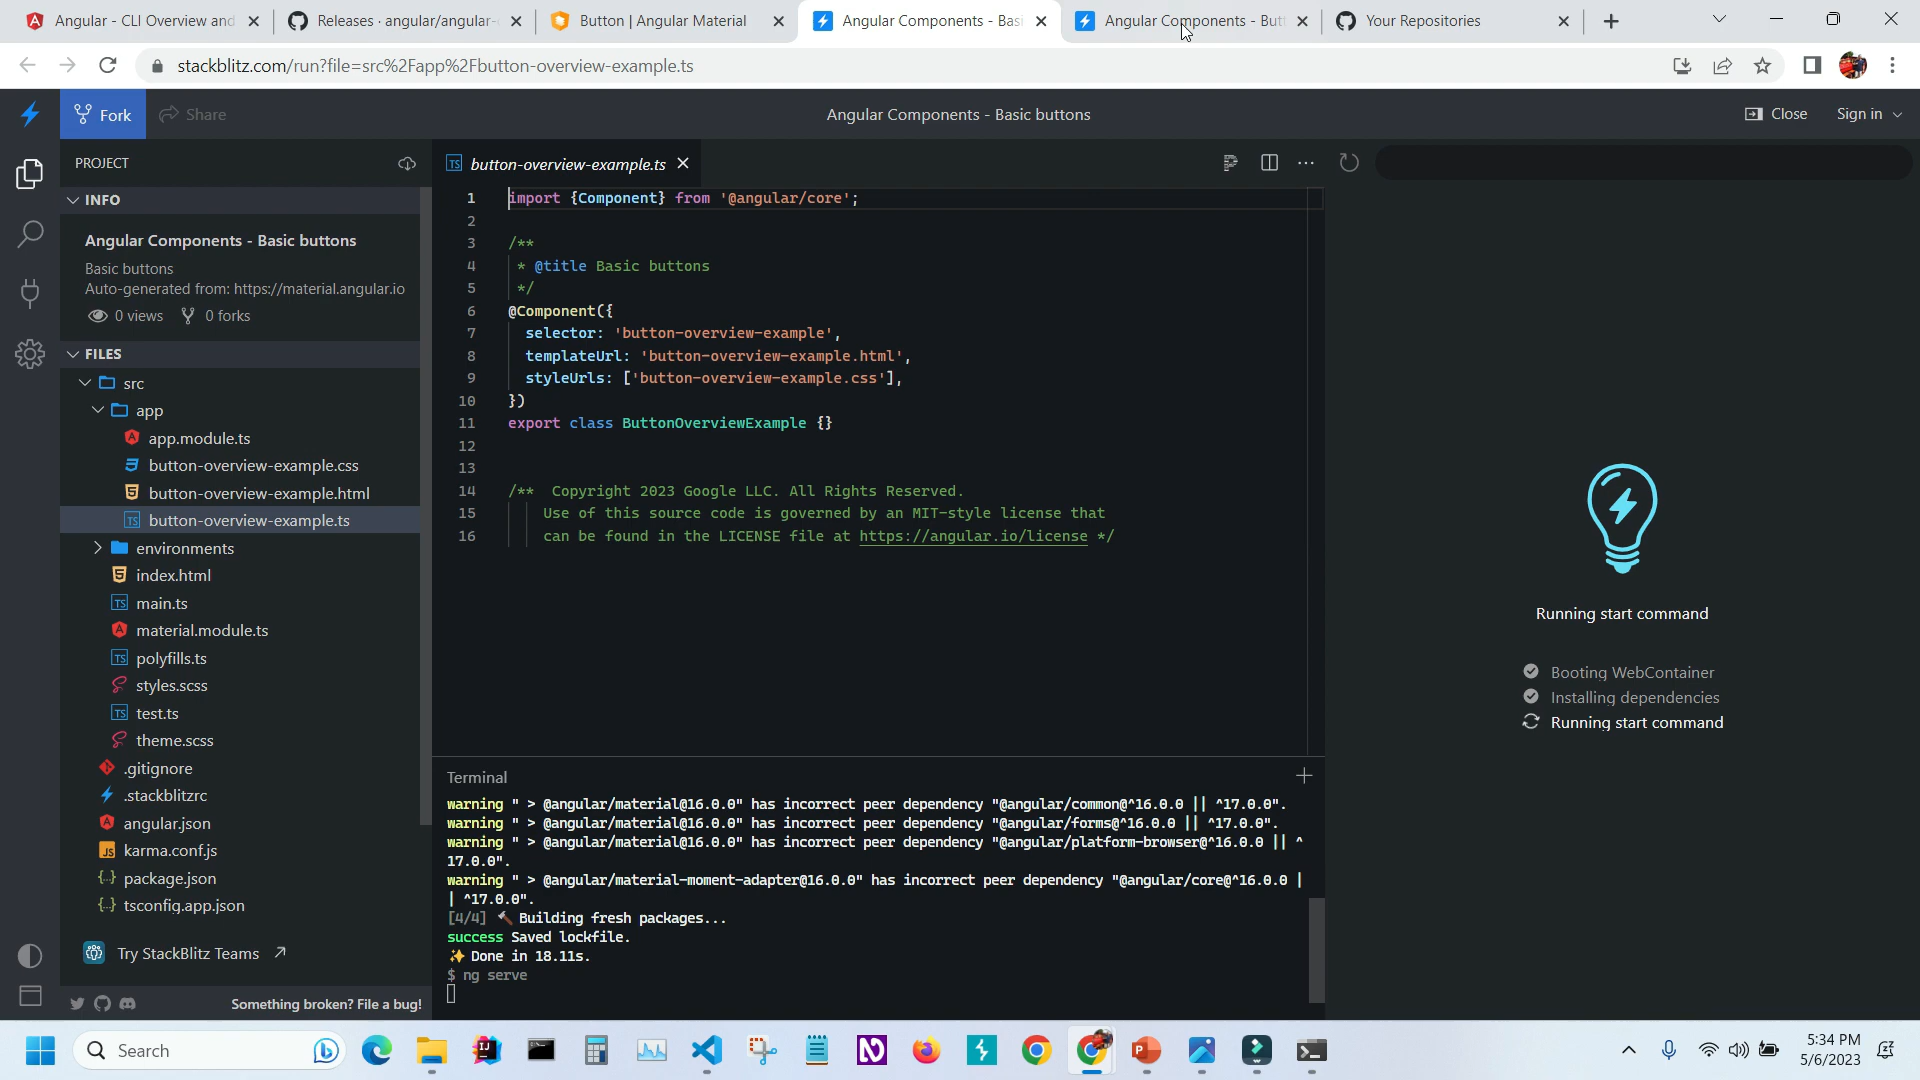 Angular - CLI Overview and
Releases · angular/angular-
Button | Angular Material
Angular Components - Basi
Angular Components - Butt
Your Repositories
stackblitz.com/run?file=src%2Fapp%2Fbutton-overview-example.ts
Fork
Share
Angular Components - Basic buttons
Close
Sign in
PROJECT
INFO
Angular Components - Basic buttons
Basic buttons
Auto-generated from: https://material.angular.io
0 views
0 forks
FILES
src
app
app.module.ts
button-overview-example.css
button-overview-example.html
button-overview-example.ts
environments
index.html
main.ts
material.module.ts
polyfills.ts
styles.scss
test.ts
theme.scss
.gitignore
.stackblitzrc
angular.json
karma.conf.js
package.json
tsconfig.app.json
Try StackBlitz Teams
Something broken? File a bug!
button-overview-example.ts
1 import {Component} from '@angular/core';
2
3 /**
4 * @title Basic buttons
5 */
6 @Component({
7 selector: 'button-overview-example',
8 templateUrl: 'button-overview-example.html',
9 styleUrls: ['button-overview-example.css'],
10 })
11 export class ButtonOverviewExample {}
12
13
14 /** Copyright 2023 Google LLC. All Rights Reserved.
15 Use of this source code is governed by an MIT-style license that
16 can be found in the LICENSE file at https://angular.io/license */
Terminal
warning " > @angular/material@16.0.0" has incorrect peer dependency "@angular/common@^16.0.0 || ^17.0.0".
warning " > @angular/material@16.0.0" has incorrect peer dependency "@angular/forms@^16.0.0 || ^17.0.0".
warning " > @angular/material@16.0.0" has incorrect peer dependency "@angular/platform-browser@^16.0.0 || ^
17.0.0".
warning " > @angular/material-moment-adapter@16.0.0" has incorrect peer dependency "@angular/core@^16.0.0 |
| ^17.0.0".
[4/4] 🔨 Building fresh packages...
success Saved lockfile.
✨ Done in 18.11s.
$ ng serve
Running start command
Booting WebContainer
Installing dependencies
Running start command
Search
5:34 PM
5/6/2023